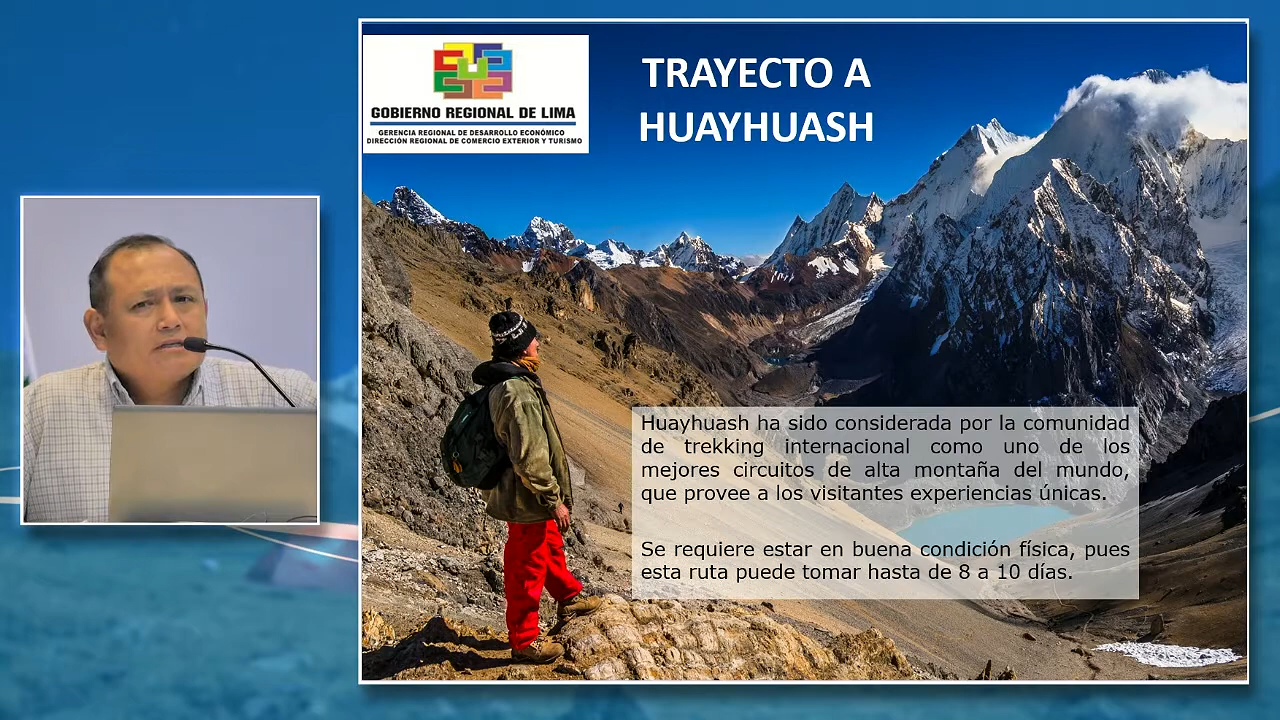 GOBIERNO REGIONAL DE LIMA
GERENCIA REGIONAL DE DESARROLLO ECONÓMICO
DIRECCIÓN REGIONAL DE COMERCIO EXTERIOR Y TURISMO
TRAYECTO A
HUAYHUASH
Huayhuash ha sido considerada por la comunidad
de trekking internacional como uno de los
mejores circuitos de alta montaña del mundo,
que provee a los visitantes experiencias únicas.
Se requiere estar en buena condición física, pues
esta ruta puede tomar hasta de 8 a 10 días.